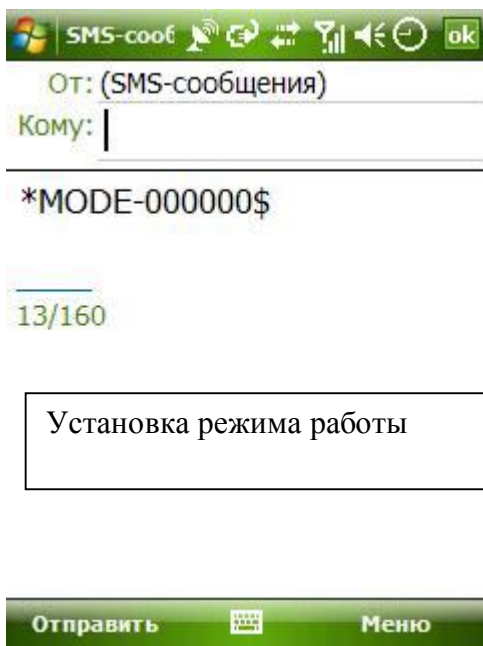 SMS-сооб ok
От: (SMS-сообщения)
Кому:
*MODE-000000$
13/160
Установка режима работы
Отправить Меню